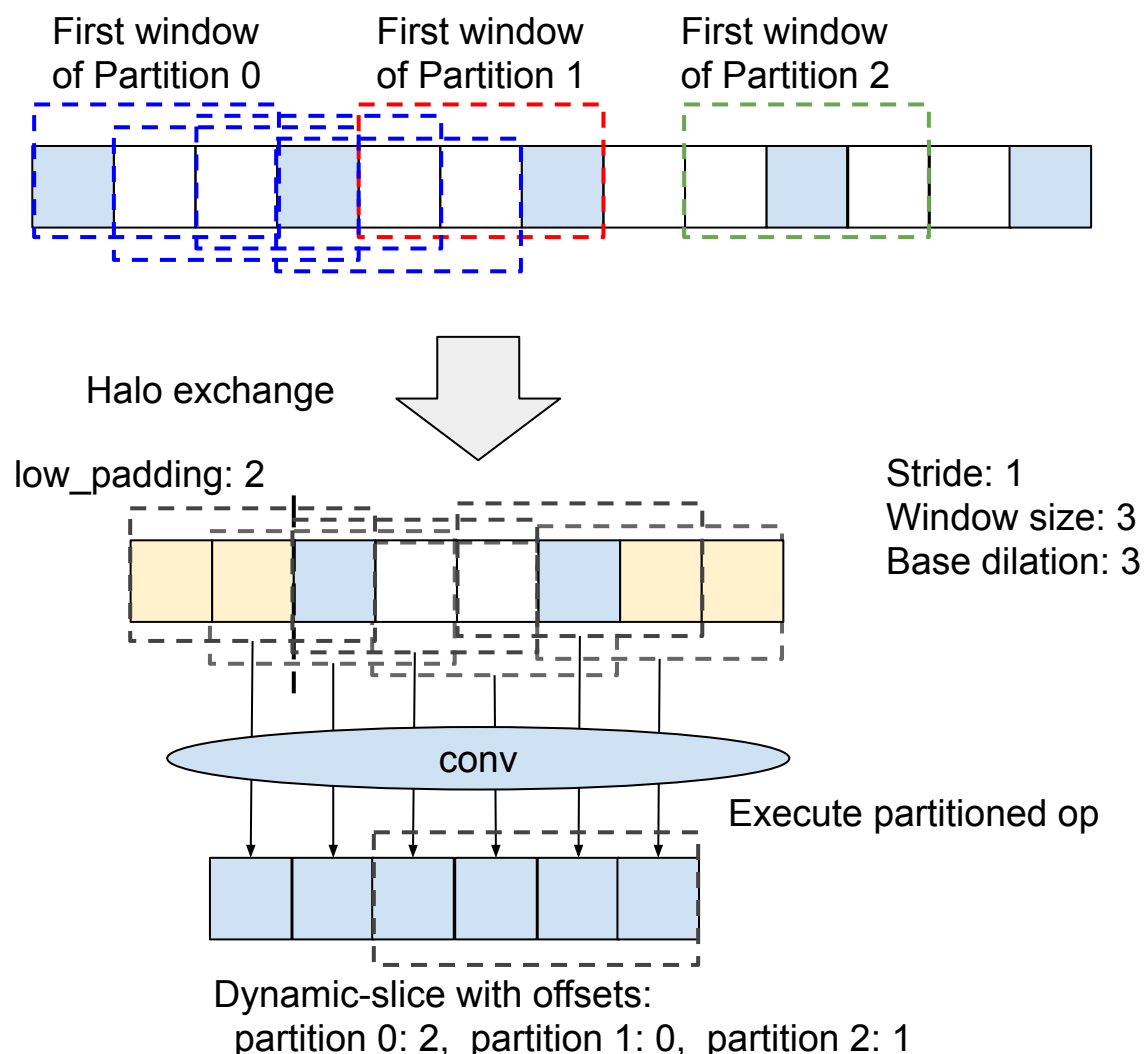 First window
of Partition 0
First window
of Partition 1
First window
of Partition 2
Halo exchange
low_padding: 2
Stride: 1
Window size: 3
Base dilation: 3
conv
Execute partitioned op
Dynamic-slice with offsets:
partition 0: 2, partition 1: 0, partition 2: 1